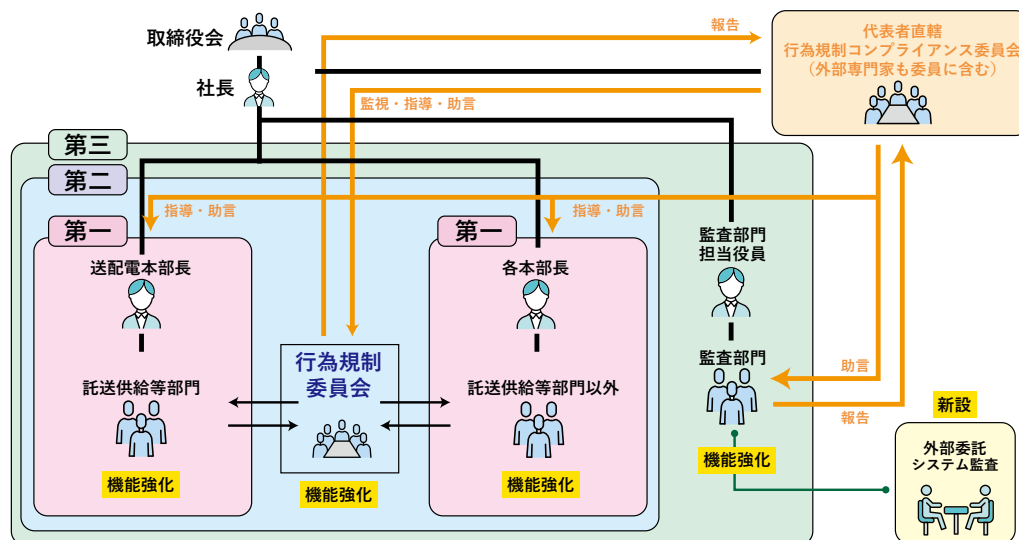 取締役会
社長
報告
監視・指導・助言
代表者直轄
行為規制コンプライアンス委員会
(外部専門家も委員に含む)
第三
第二
第一
指導・助言
第一
指導・助言
送配電本部長
各本部長
監査部門
担当役員
託送供給等部門
行為規制
委員会
託送供給等部門以外
監査部門
助言
報告
機能強化
機能強化
機能強化
機能強化
新設
外部委託
システム監査